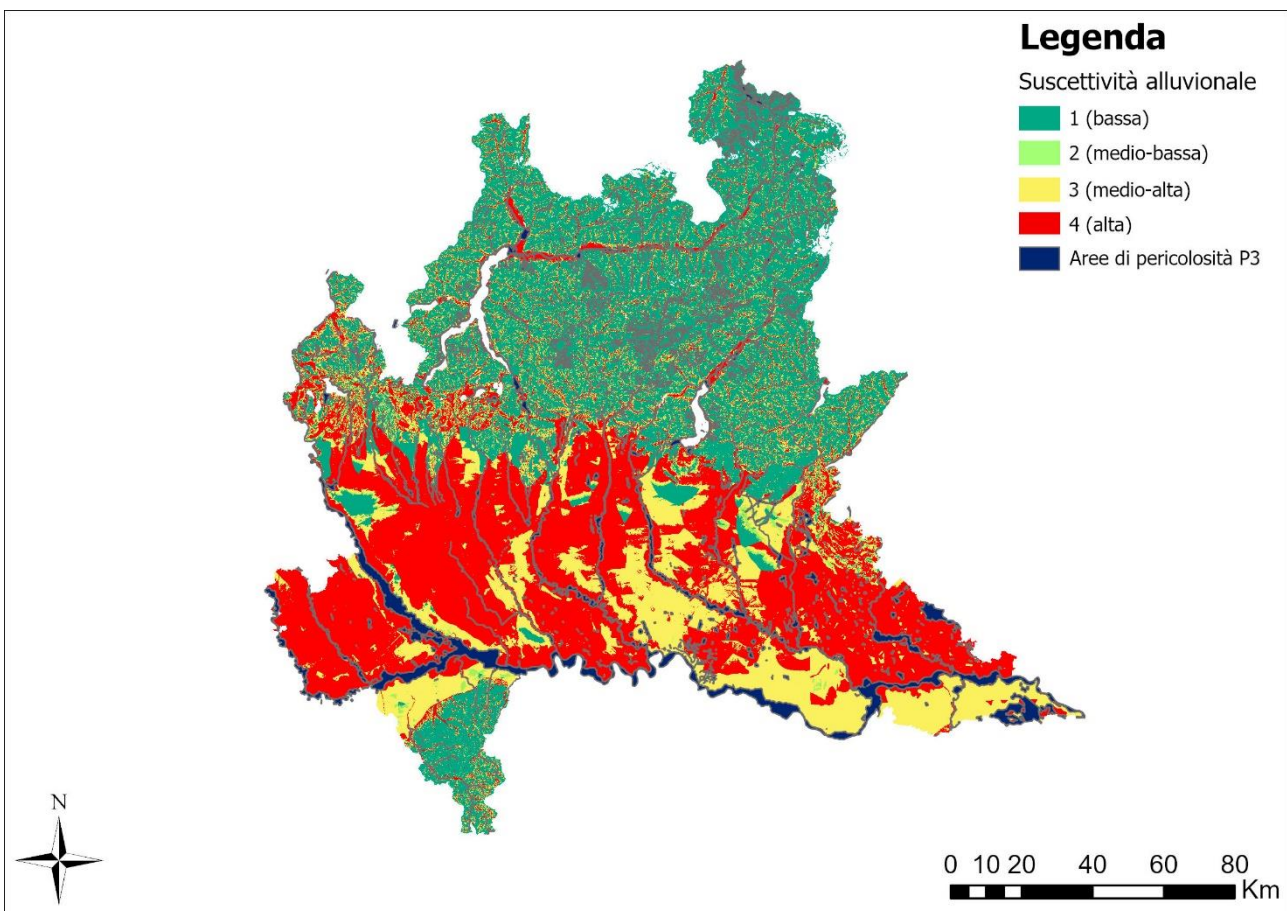 Legenda
Suscettività alluvionale
1 (bassa)
2 (medio-bassa)
3 (medio-alta)
4 (alta)
Aree di pericolosità P3
N
0 10 20 40 60 80
Km